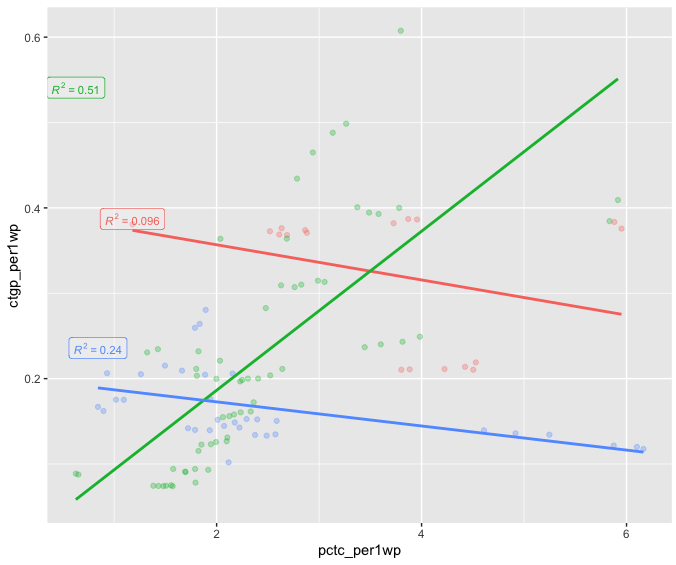 0.6
R² = 0.51
0.4
R² = 0.096
R² = 0.24
0.2
ctgp_per1wp
2
4
6
pctc_per1wp